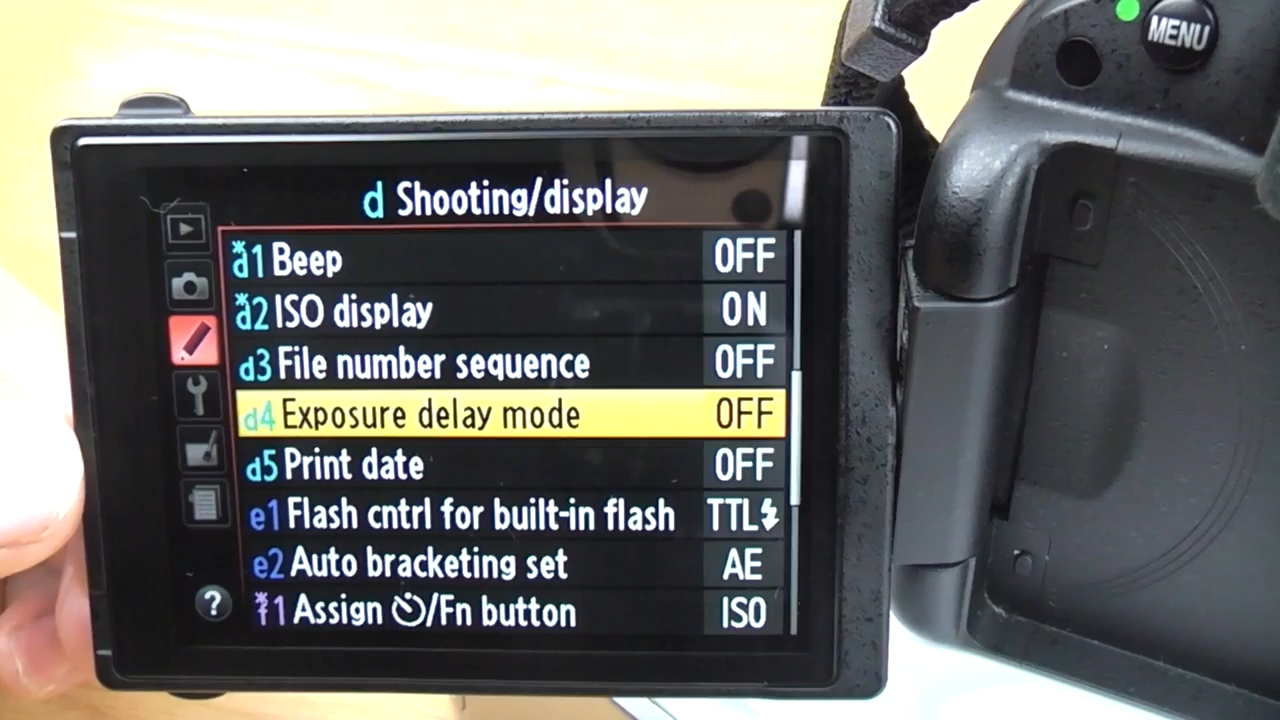 MENU
d Shooting/display
d1 Beep OFF
d2 ISO display ON
d3 File number sequence OFF
d4 Exposure delay mode OFF
d5 Print date OFF
e1 Flash cntrl for built-in flash TTL
e2 Auto bracketing set AE
f1 Assign /Fn button ISO
?